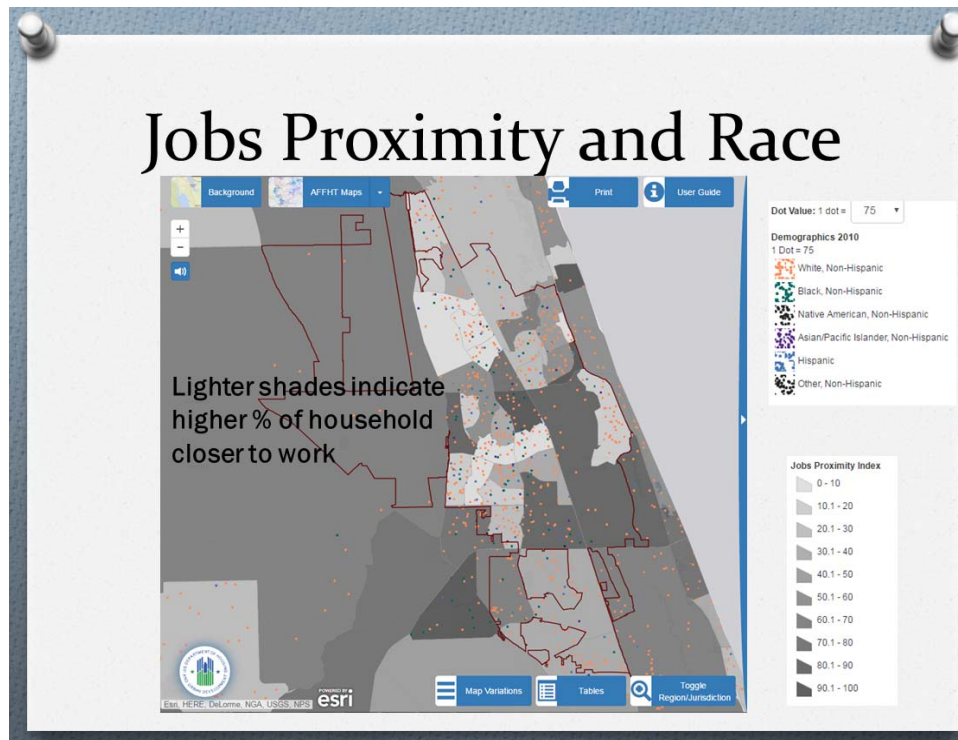 Jobs Proximity and Race
Background
AFFHT Maps
Print
User Guide
+
−
Lighter shades indicate
higher % of household
closer to work
Dot Value: 1 dot = 75
Demographics 2010
1 Dot = 75
White, Non-Hispanic
Black, Non-Hispanic
Native American, Non-Hispanic
Asian/Pacific Islander, Non-Hispanic
Hispanic
Other, Non-Hispanic
Jobs Proximity Index
0 - 10
10.1 - 20
20.1 - 30
30.1 - 40
40.1 - 50
50.1 - 60
60.1 - 70
70.1 - 80
80.1 - 90
90.1 - 100
Map Variations
Tables
Toggle
Region/Jurisdiction
POWERED BY
esri
Esri, HERE, DeLorme, NGA, USGS, NPS